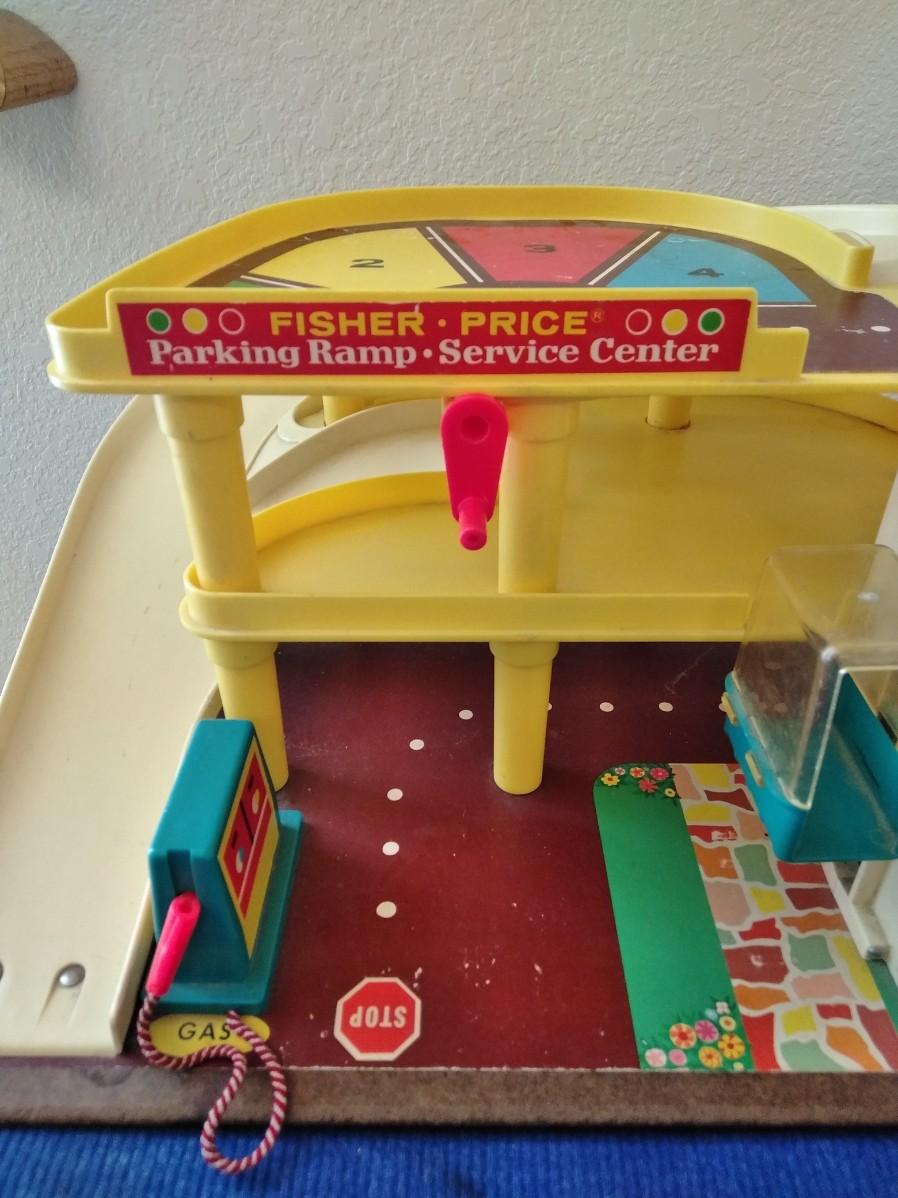 2
3
4
FISHER·PRICE®
Parking Ramp·Service Center
STOP
GAS